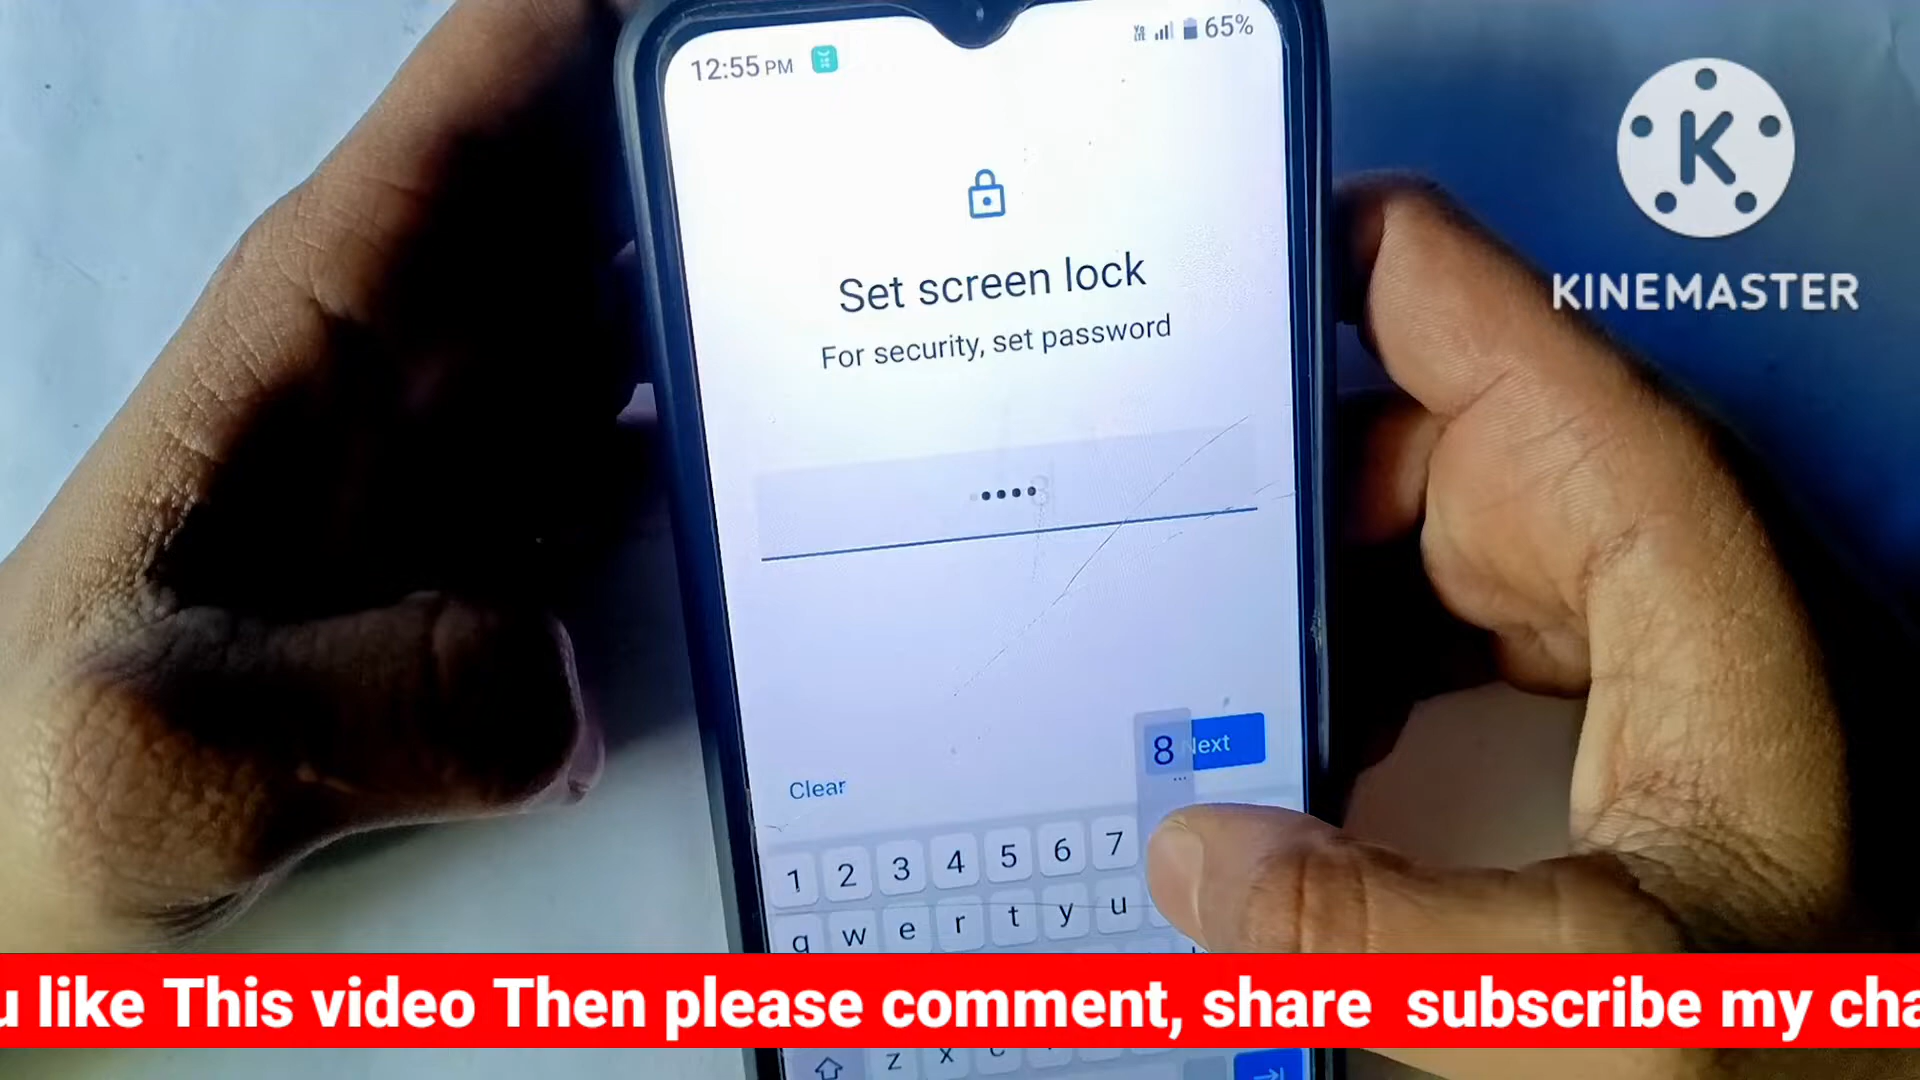 12:55 PM
65%
K
KINEMASTER
Set screen lock
For security, set password
8 Next
Clear
1 2 3 4 5 6 7
q w e r t y u
u like This video Then please comment, share subscribe my cha
z x c